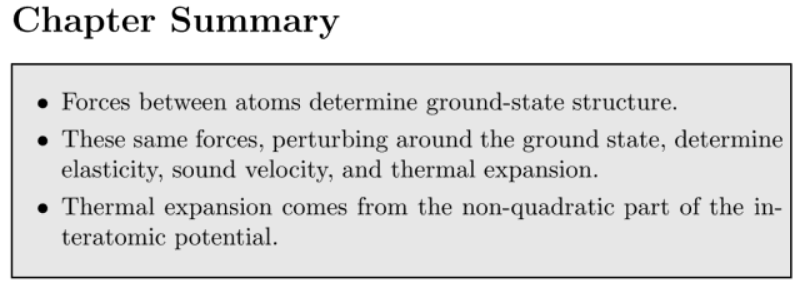 Chapter Summary
• Forces between atoms determine ground-state structure.
• These same forces, perturbing around the ground state, determine
elasticity, sound velocity, and thermal expansion.
• Thermal expansion comes from the non-quadratic part of the in-
teratomic potential.